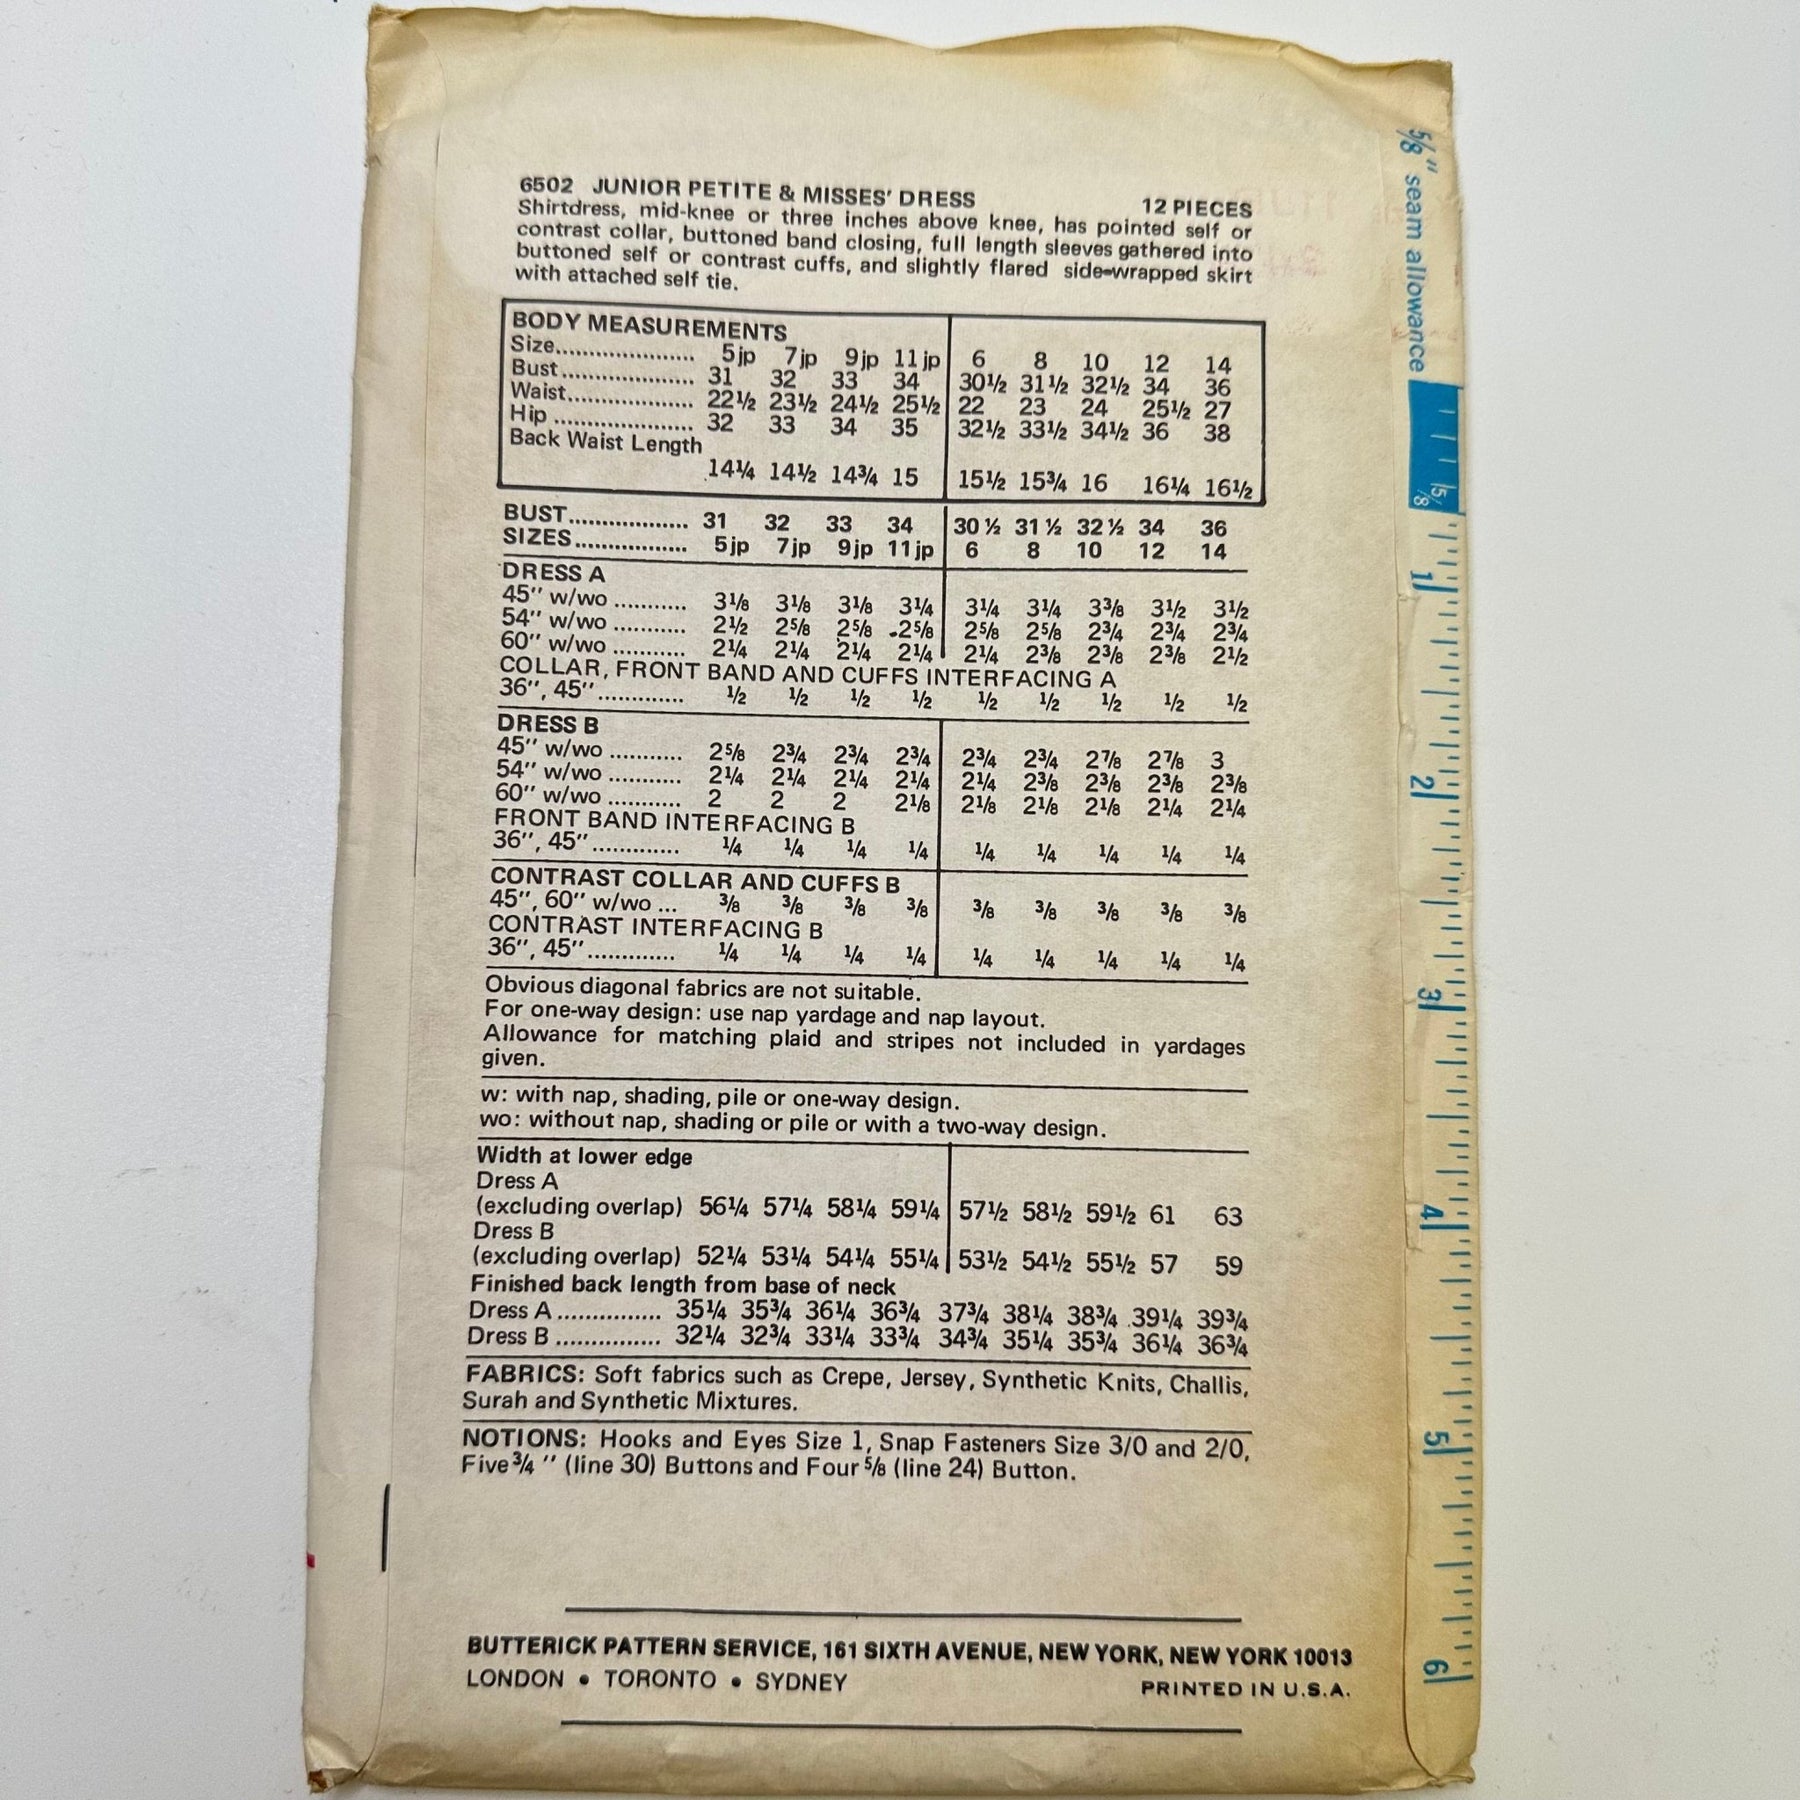 6502 JUNIOR PETITE & MISSES' DRESS 12 PIECES
Shirtdress, mid-knee or three inches above knee, has pointed self or
contrast collar, buttoned band closing, full length sleeves gathered into
buttoned self or contrast cuffs, and slightly flared side-wrapped skirt
with attached self tie.
BODY MEASUREMENTS
Size.................... 5jp 7jp 9jp 11jp 6 8 10 12 14
Bust.................... 31 32 33 34 30½ 31½ 32½ 34 36
Waist.................... 22½ 23½ 24½ 25½ 22 23 24 25½ 27
Hip .................... 32 33 34 35 32½ 33½ 34½ 36 38
Back Waist Length
14¼ 14½ 14¾ 15 15½ 15¾ 16 16¼ 16½
BUST.................... 31 32 33 34 30 ½ 31 ½ 32 ½ 34 36
SIZES.................... 5jp 7jp 9jp 11jp 6 8 10 12 14
DRESS A
45" w/wo ........... 3⅛ 3⅛ 3⅛ 3¼ 3¼ 3¼ 3⅜ 3½ 3½
54" w/wo ........... 2½ 2⅝ 2⅝ 2⅝ 2⅝ 2⅝ 2¾ 2¾ 2¾
60" w/wo ........... 2¼ 2¼ 2¼ 2¼ 2¼ 2⅜ 2⅜ 2⅜ 2½
COLLAR, FRONT BAND AND CUFFS INTERFACING A
36", 45"............. ½ ½ ½ ½ ½ ½ ½ ½ ½
DRESS B
45" w/wo ........... 2⅝ 2¾ 2¾ 2¾ 2¾ 2¾ 2⅞ 2⅞ 3
54" w/wo ........... 2¼ 2¼ 2¼ 2¼ 2¼ 2⅜ 2⅜ 2⅜ 2⅜
60" w/wo ........... 2 2 2 2⅛ 2⅛ 2⅛ 2⅛ 2¼ 2¼
FRONT BAND INTERFACING B
36", 45"............. ¼ ¼ ¼ ¼ ¼ ¼ ¼ ¼ ¼
CONTRAST COLLAR AND CUFFS B
45", 60" w/wo ... ⅜ ⅜ ⅜ ⅜ ⅜ ⅜ ⅜ ⅜ ⅜
CONTRAST INTERFACING B
36", 45"............. ¼ ¼ ¼ ¼ ¼ ¼ ¼ ¼ ¼
Obvious diagonal fabrics are not suitable.
For one-way design: use nap yardage and nap layout.
Allowance for matching plaid and stripes not included in yardages
given.
w: with nap, shading, pile or one-way design.
wo: without nap, shading or pile or with a two-way design.
Width at lower edge
Dress A
(excluding overlap) 56¼ 57¼ 58¼ 59¼ 57½ 58½ 59½ 61 63
Dress B
(excluding overlap) 52¼ 53¼ 54¼ 55¼ 53½ 54½ 55½ 57 59
Finished back length from base of neck
Dress A ............... 35¼ 35¾ 36¼ 36¾ 37¾ 38¼ 38¾ 39¼ 39¾
Dress B ............... 32¼ 32¾ 33¼ 33¾ 34¾ 35¼ 35¾ 36¼ 36¾
FABRICS: Soft fabrics such as Crepe, Jersey, Synthetic Knits, Challis,
Surah and Synthetic Mixtures.
NOTIONS: Hooks and Eyes Size 1, Snap Fasteners Size 3/0 and 2/0,
Five ¾ " (line 30) Buttons and Four ⅝ (line 24) Button.
BUTTERICK PATTERN SERVICE, 161 SIXTH AVENUE, NEW YORK, NEW YORK 10013
LONDON • TORONTO • SYDNEY PRINTED IN U.S.A.
5/8" seam allowance
5/8
1
2
3
4
5
6